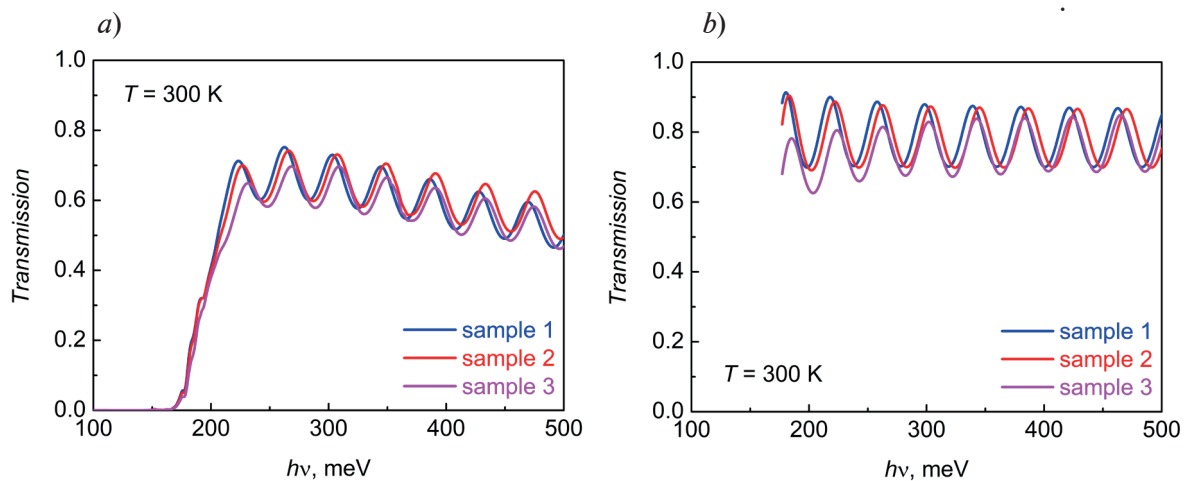 a)
1.0
0.8
0.6
0.4
0.2
0.0
Transmission
T = 300 K
sample 1
sample 2
sample 3
100 200 300 400 500
hν, meV
b)
1.0
0.8
0.6
0.4
0.2
0.0
Transmission
T = 300 K
sample 1
sample 2
sample 3
100 200 300 400 500
hν, meV